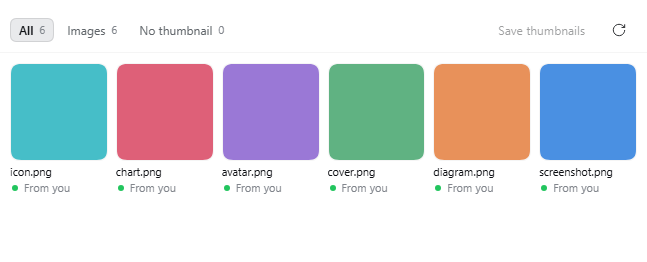 All 6 Images 6 No thumbnail 0 Save thumbnails
icon.png chart.png avatar.png cover.png diagram.png screenshot.png
From you From you From you From you From you From you